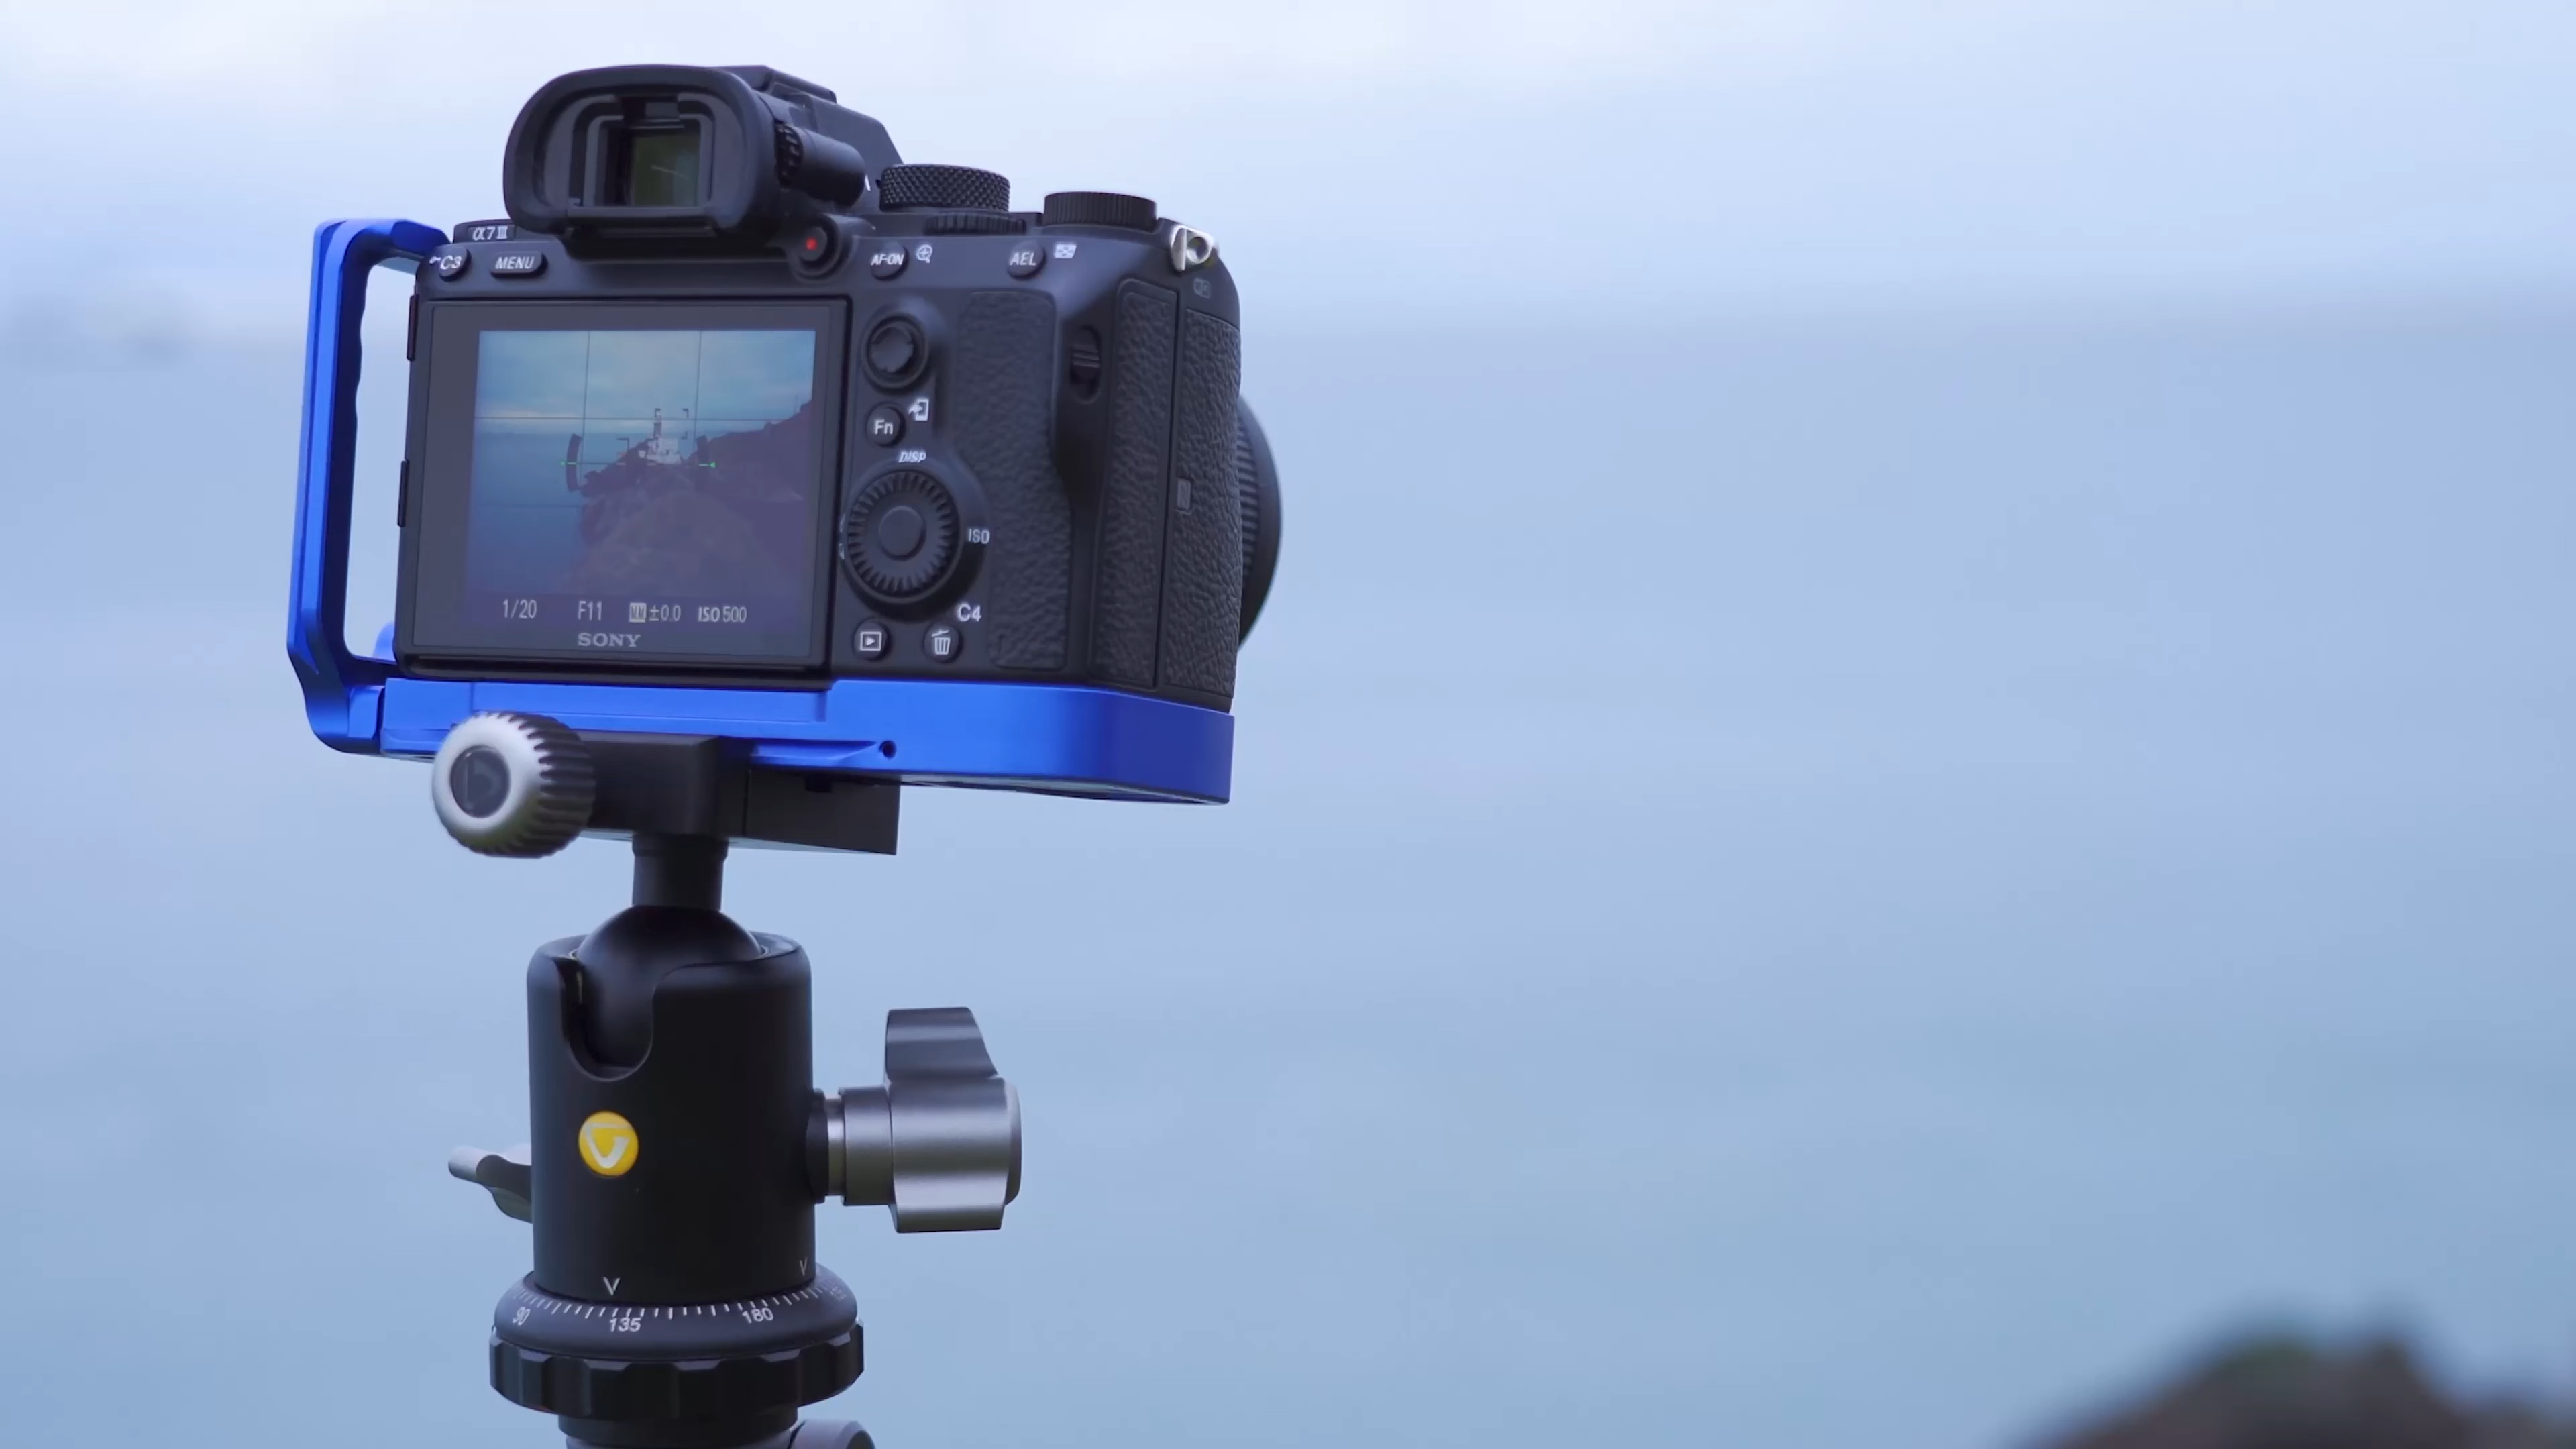 α7III
C3
MENU
AF-ON
AEL
Fn
DISP
ISO
C4
1/20 F11 ±0.0 ISO 500
SONY
V V
90 135 180